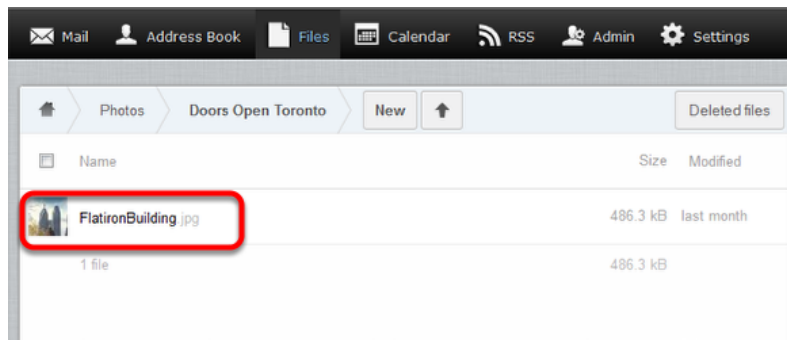 Mail Address Book Files Calendar RSS Admin Settings
Photos Doors Open Toronto New Deleted files
Name Size Modified
FlatironBuilding.jpg 486.3 kB last month
1 file 486.3 kB